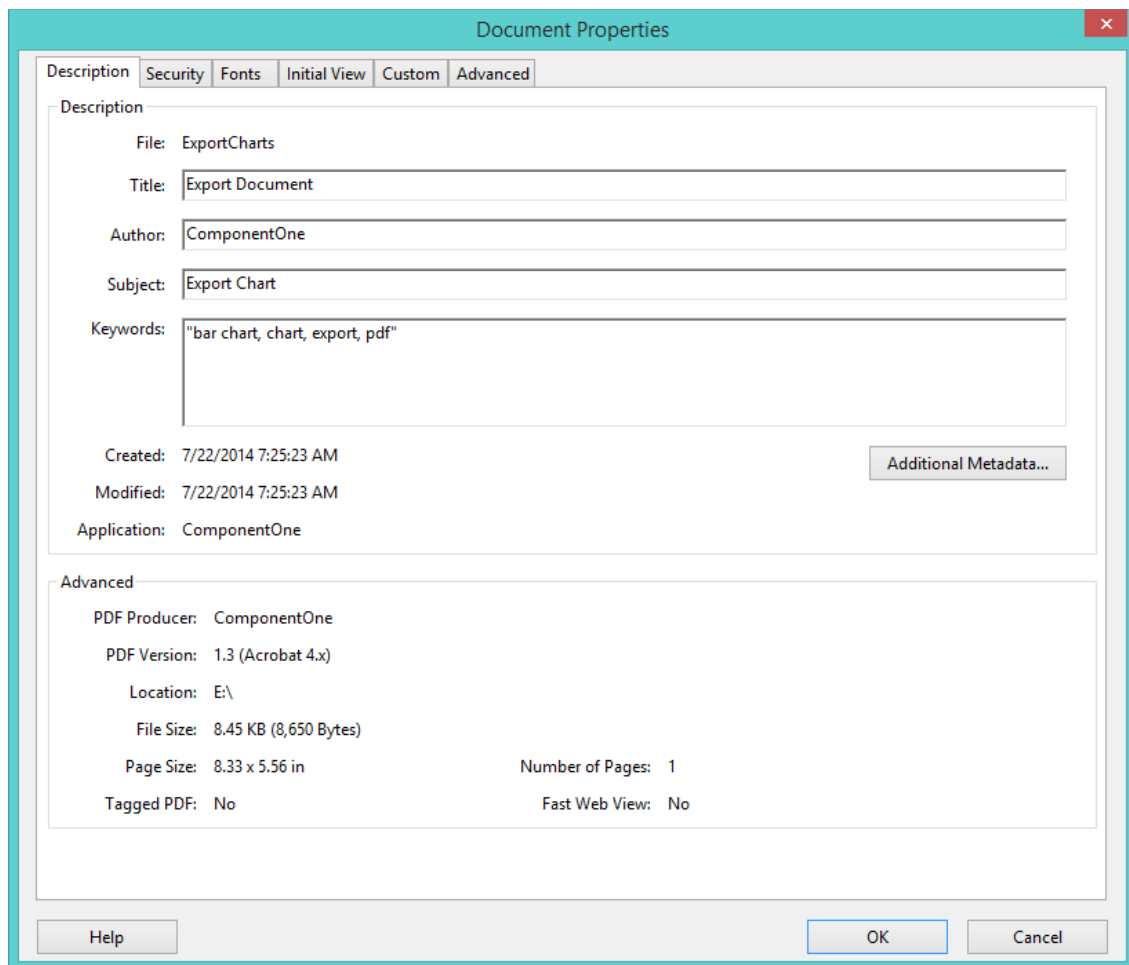 Document Properties
Description Security Fonts Initial View Custom Advanced
Description
File: ExportCharts
Title: Export Document
Author: ComponentOne
Subject: Export Chart
Keywords: "bar chart, chart, export, pdf"
Created: 7/22/2014 7:25:23 AM
Additional Metadata...
Modified: 7/22/2014 7:25:23 AM
Application: ComponentOne
Advanced
PDF Producer: ComponentOne
PDF Version: 1.3 (Acrobat 4.x)
Location: E:\
File Size: 8.45 KB (8,650 Bytes)
Page Size: 8.33 x 5.56 in Number of Pages: 1
Tagged PDF: No Fast Web View: No
Help OK Cancel